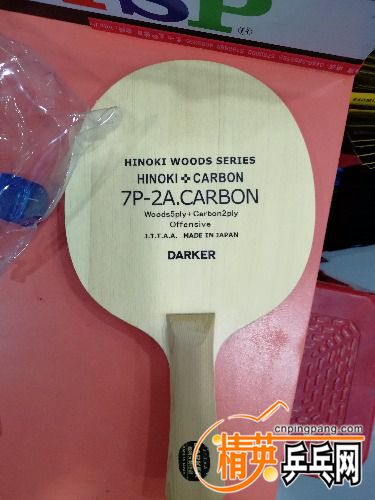 SP
HINOKI WOODS SERIES
HINOKI✤CARBON
7P-2A.CARBON
Woods5ply+Carbon2ply
Offensive
J.T.T.A.A. MADE IN JAPAN
DARKER
cnpingpang.com
精英乒乓网